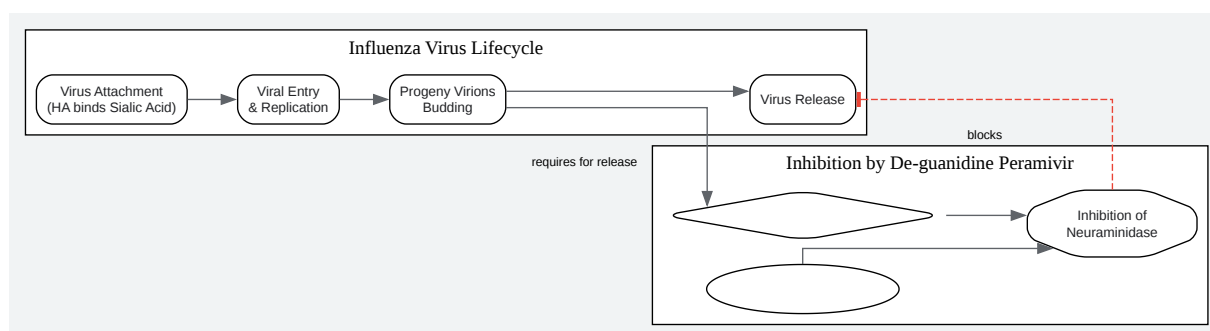 Influenza Virus Lifecycle
Virus Attachment
(HA binds Sialic Acid)
Viral Entry
& Replication
Progeny Virions
Budding
Virus Release
blocks
requires for release
Inhibition by De-guanidine Peramivir
Inhibition of
Neuraminidase